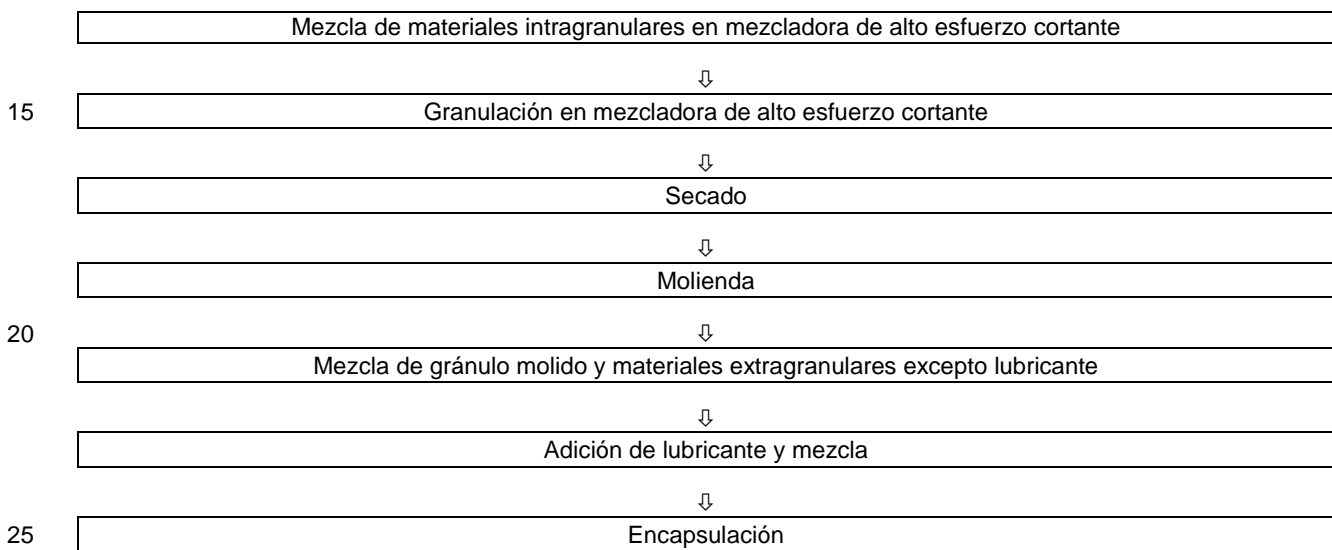 Mezcla de materiales intragranulares en mezcladora de alto esfuerzo cortante
⇩
15 Granulación en mezcladora de alto esfuerzo cortante
⇩
Secado
⇩
Molienda
20 ⇩
Mezcla de gránulo molido y materiales extragranulares excepto lubricante
⇩
Adición de lubricante y mezcla
⇩
25 Encapsulación